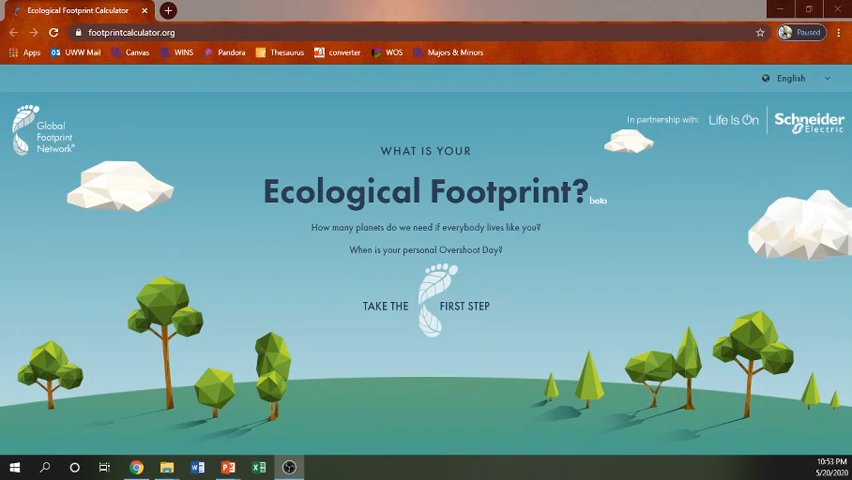 Ecological Footprint Calculator
footprintcalculator.org
Paused
Apps
UWW Mail
Canvas
WINS
Pandora
Thesaurus
converter
WOS
Majors & Minors
English
Global
Footprint
Network®
In partnership with:
Life Is On
Schneider
Electric
WHAT IS YOUR
Ecological Footprint? beta
How many planets do we need if everybody lives like you?
When is your personal Overshoot Day?
TAKE THE FIRST STEP
10:53 PM
5/20/2020